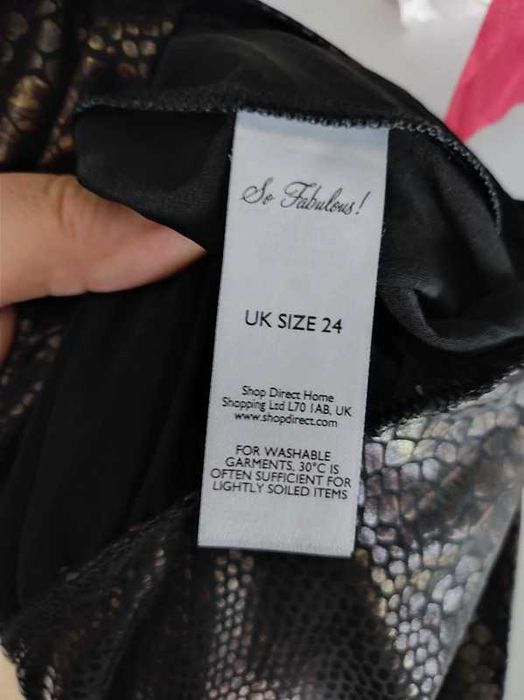 So Fabulous!
UK SIZE 24
Shop Direct Home
Shopping Ltd L70 1AB, UK
www.shopdirect.com
FOR WASHABLE
GARMENTS, 30°C IS
OFTEN SUFFICIENT FOR
LIGHTLY SOILED ITEMS